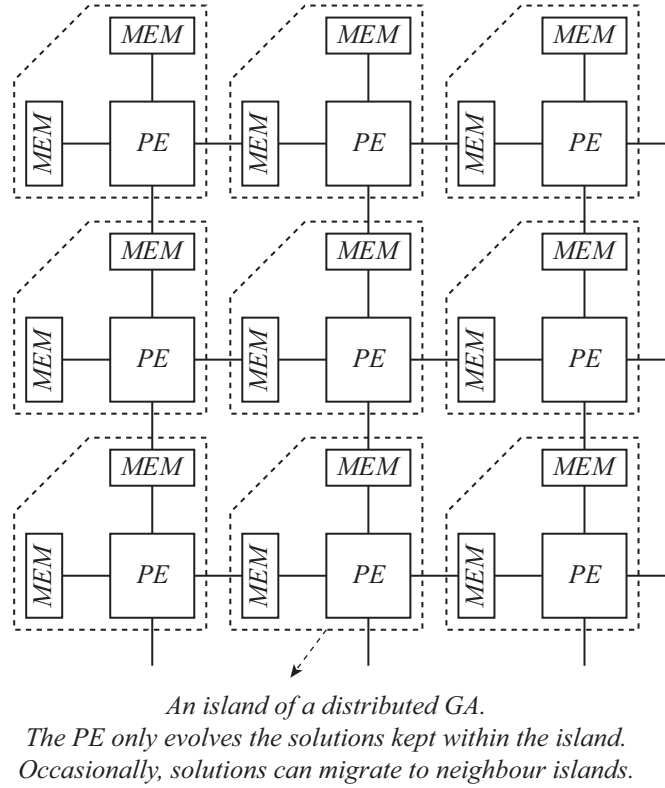 MEM MEM MEM
MEM PE MEM PE MEM PE
MEM MEM MEM
MEM PE MEM PE MEM PE
MEM MEM MEM
MEM PE MEM PE MEM PE
An island of a distributed GA.
The PE only evolves the solutions kept within the island.
Occasionally, solutions can migrate to neighbour islands.